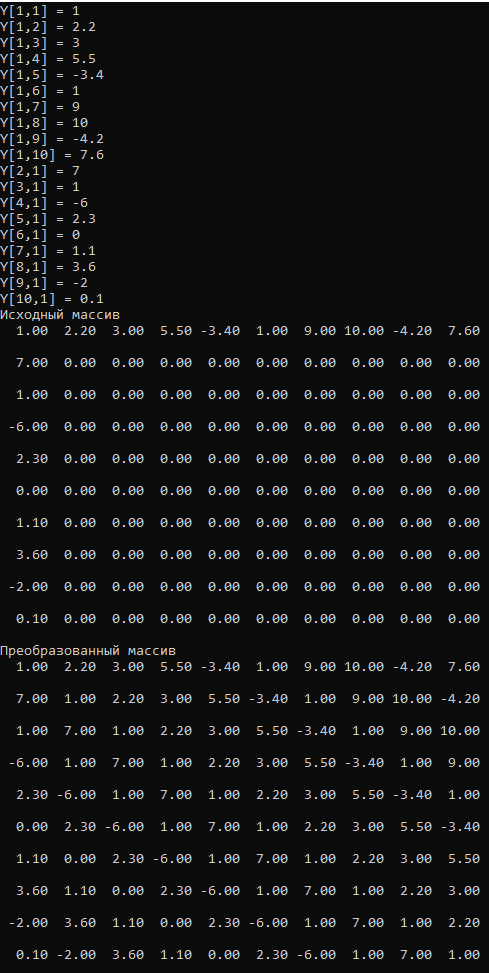 Y[1,1] = 1
Y[1,2] = 2.2
Y[1,3] = 3
Y[1,4] = 5.5
Y[1,5] = -3.4
Y[1,6] = 1
Y[1,7] = 9
Y[1,8] = 10
Y[1,9] = -4.2
Y[1,10] = 7.6
Y[2,1] = 7
Y[3,1] = 1
Y[4,1] = -6
Y[5,1] = 2.3
Y[6,1] = 0
Y[7,1] = 1.1
Y[8,1] = 3.6
Y[9,1] = -2
Y[10,1] = 0.1
Исходный массив
1.00 2.20 3.00 5.50 -3.40 1.00 9.00 10.00 -4.20 7.60
7.00 0.00 0.00 0.00 0.00 0.00 0.00 0.00 0.00 0.00
1.00 0.00 0.00 0.00 0.00 0.00 0.00 0.00 0.00 0.00
-6.00 0.00 0.00 0.00 0.00 0.00 0.00 0.00 0.00 0.00
2.30 0.00 0.00 0.00 0.00 0.00 0.00 0.00 0.00 0.00
0.00 0.00 0.00 0.00 0.00 0.00 0.00 0.00 0.00 0.00
1.10 0.00 0.00 0.00 0.00 0.00 0.00 0.00 0.00 0.00
3.60 0.00 0.00 0.00 0.00 0.00 0.00 0.00 0.00 0.00
-2.00 0.00 0.00 0.00 0.00 0.00 0.00 0.00 0.00 0.00
0.10 0.00 0.00 0.00 0.00 0.00 0.00 0.00 0.00 0.00
Преобразованный массив
1.00 2.20 3.00 5.50 -3.40 1.00 9.00 10.00 -4.20 7.60
7.00 1.00 2.20 3.00 5.50 -3.40 1.00 9.00 10.00 -4.20
1.00 7.00 1.00 2.20 3.00 5.50 -3.40 1.00 9.00 10.00
-6.00 1.00 7.00 1.00 2.20 3.00 5.50 -3.40 1.00 9.00
2.30 -6.00 1.00 7.00 1.00 2.20 3.00 5.50 -3.40 1.00
0.00 2.30 -6.00 1.00 7.00 1.00 2.20 3.00 5.50 -3.40
1.10 0.00 2.30 -6.00 1.00 7.00 1.00 2.20 3.00 5.50
3.60 1.10 0.00 2.30 -6.00 1.00 7.00 1.00 2.20 3.00
-2.00 3.60 1.10 0.00 2.30 -6.00 1.00 7.00 1.00 2.20
0.10 -2.00 3.60 1.10 0.00 2.30 -6.00 1.00 7.00 1.00